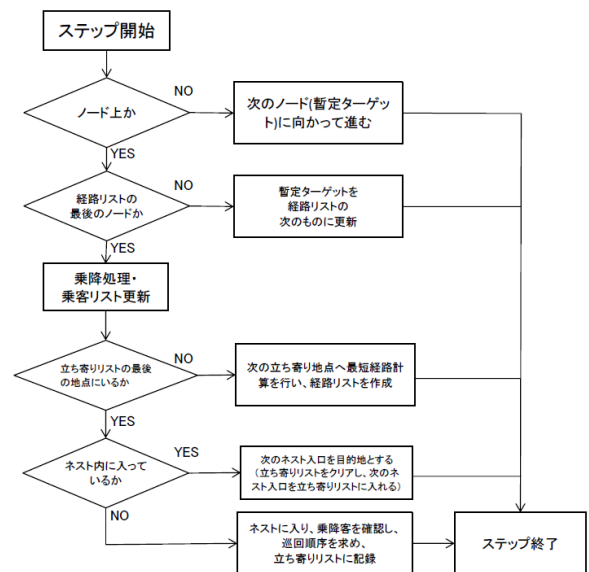 ステップ開始
ノード上か
NO
次のノード(暫定ターゲッ
ト)に向かって進む
YES
経路リストの
最後のノードか
NO
暫定ターゲットを
経路リストの
次のものに更新
YES
乗降処理・
乗客リスト更新
立ち寄りリストの最後
の地点にいるか
NO
次の立ち寄り地点へ最短経路計
算を行い、経路リストを作成
YES
ネスト内に入って
いるか
YES
次のネスト入口を目的地とする
(立ち寄りリストをクリアし、次のネ
スト入口を立ち寄りリストに入れる)
NO
ネストに入り、乗降客を確認し、
巡回順序を求め、
立ち寄りリストに記録
ステップ終了